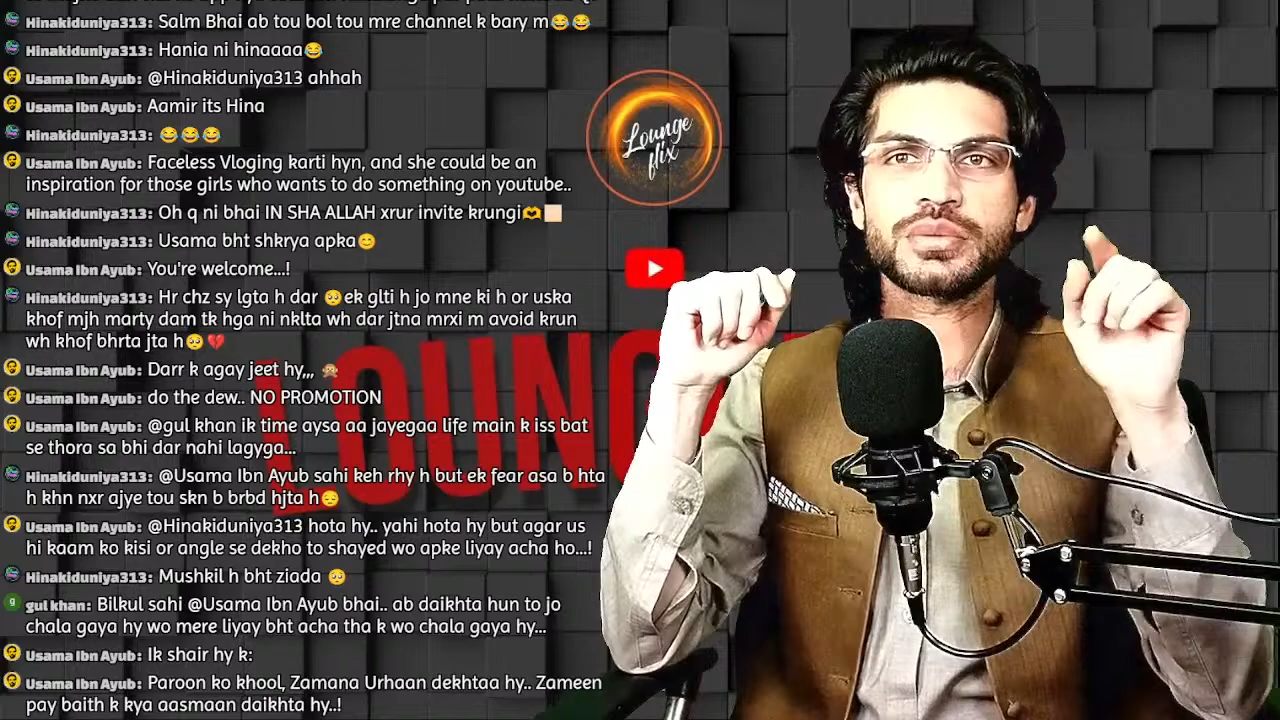 Hinakiduniya313: Salm Bhai ab tou bol tou mre channel k bary m😂😂
Hinakiduniya313: Hania ni hinaaaa😂
Usama Ibn Ayub: @Hinakiduniya313 ahhah
Usama Ibn Ayub: Aamir its Hina
Hinakiduniya313: 😂😂😂
Usama Ibn Ayub: Faceless Vloging karti hyn, and she could be an
inspiration for those girls who wants to do something on youtube..
Hinakiduniya313: Oh q ni bhai IN SHA ALLAH xrur invite krungi🫶🏻
Hinakiduniya313: Usama bht shkrya apka😊
Usama Ibn Ayub: You're welcome...!
Hinakiduniya313: Hr chz sy lgta h dar 🥺ek glti h jo mne ki h or uska
khof mjh marty dam tk hga ni nklta wh dar jtna mrxi m avoid krun
wh khof bhrta jta h🥺💔
Usama Ibn Ayub: Darr k agay jeet hy,,, 🙊
Usama Ibn Ayub: do the dew.. NO PROMOTION
Usama Ibn Ayub: @gul khan ik time aysa aa jayegaa life main k iss bat
se thora sa bhi dar nahi lagyga...
Hinakiduniya313: @Usama Ibn Ayub sahi keh rhy h but ek fear asa b hta
h khn nxr ajye tou skn b brbd hjta h😔
Usama Ibn Ayub: @Hinakiduniya313 hota hy.. yahi hota hy but agar us
hi kaam ko kisi or angle se dekho to shayed wo apke liyay acha ho...!
Hinakiduniya313: Mushkil h bht ziada 🥺
g
gul khan: Bilkul sahi @Usama Ibn Ayub bhai.. ab daikhta hun to jo
chala gaya hy wo mere liyay bht acha tha k wo chala gaya hy...
Usama Ibn Ayub: Ik shair hy k:
Usama Ibn Ayub: Paroon ko khool, Zamana Urhaan dekhtaa hy.. Zameen
pay baith k kya aasmaan daikhta hy..!
Lounge
flix
LOUNG